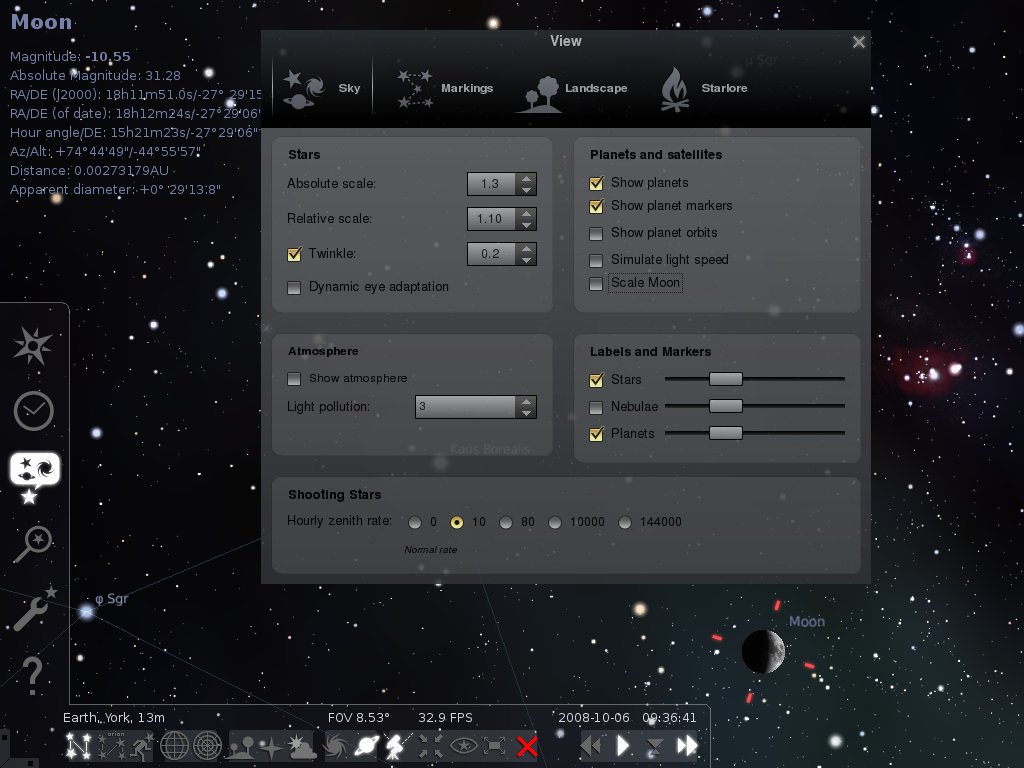 Moon
Magnitude: -10.55
Absolute Magnitude: 31.28
RA/DE (J2000): 18h11m51.0s/-27°29'15
RA/DE (of date): 18h12m24s/-27°29'06"
Hour angle/DE: 15h21m23s/-27°29'06"
Az/Alt: +74°44'49"/-44°55'57"
Distance: 0.00273179AU
Apparent diameter: +0° 29'13.8"
View
μ Sgr
Sky
Markings
Landscape
Starlore
Stars
Absolute scale: 1.3
Relative scale: 1.10
Twinkle: 0.2
Dynamic eye adaptation
Planets and satellites
Show planets
Show planet markers
Show planet orbits
Simulate light speed
Scale Moon
Atmosphere
Show atmosphere
Light pollution: 3
Labels and Markers
Stars
Nebulae
Planets
Kaus Borealis
Shooting Stars
Hourly zenith rate: 0 10 80 10000 144000
Normal rate
φ Sgr
Moon
Earth, York, 13m FOV 8.53° 32.9 FPS 2008-10-06 09:36:41
orion